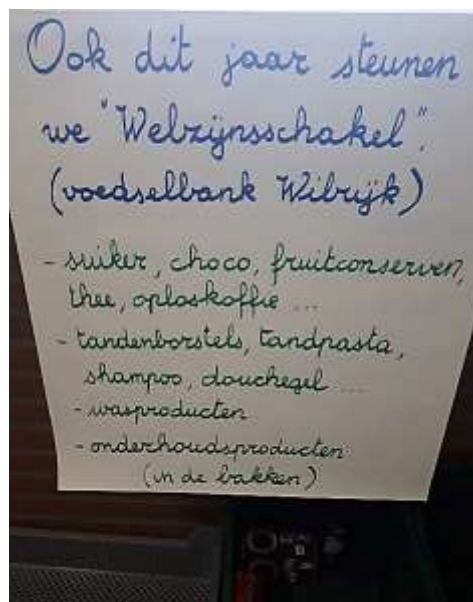 Ook dit jaar steunen
we "Welzijnsschakel".
(voedselbank Wilrijk)
- suiker, choco, fruitconserven,
thee, oploskoffie ...
- tandenborstels, tandpasta,
shampoo, douchegel ...
- wasproducten
- onderhoudsproducten
(in de bakken)